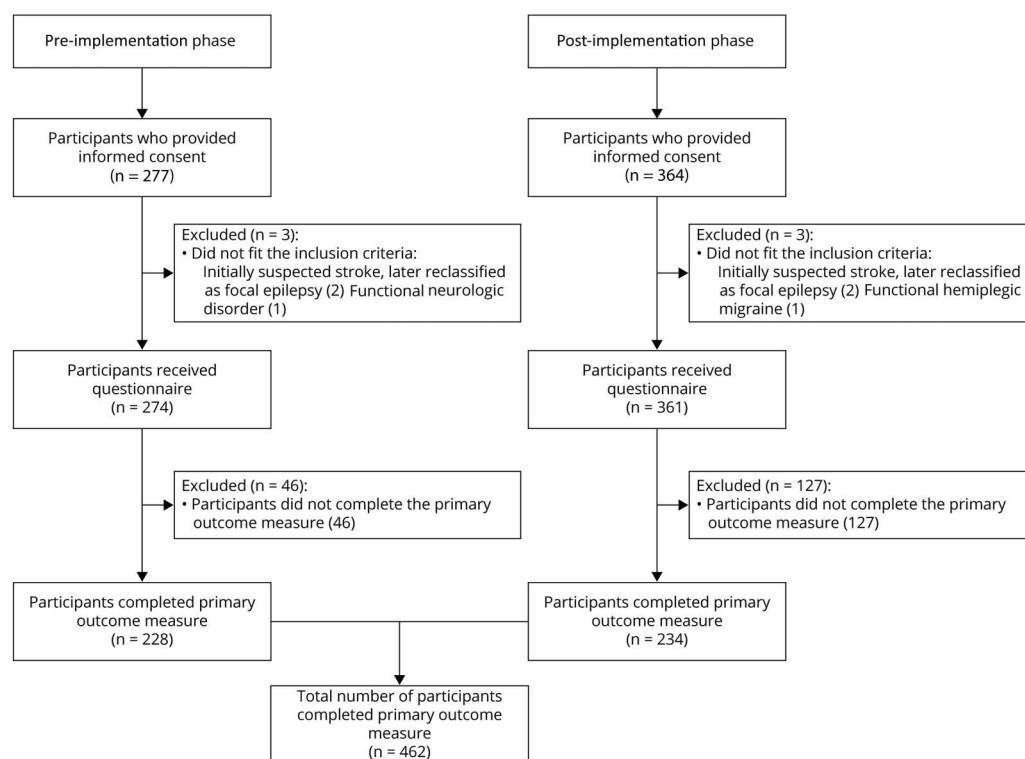 Pre-implementation phase
Participants who provided
informed consent
(n = 277)
Excluded (n = 3):
• Did not fit the inclusion criteria:
Initially suspected stroke, later reclassified
as focal epilepsy (2) Functional neurologic
disorder (1)
Participants received
questionnaire
(n = 274)
Excluded (n = 46):
• Participants did not complete the primary
outcome measure (46)
Participants completed primary
outcome measure
(n = 228)
Post-implementation phase
Participants who provided
informed consent
(n = 364)
Excluded (n = 3):
• Did not fit the inclusion criteria:
Initially suspected stroke, later reclassified
as focal epilepsy (2) Functional hemiplegic
migraine (1)
Participants received
questionnaire
(n = 361)
Excluded (n = 127):
• Participants did not complete the primary
outcome measure (127)
Participants completed primary
outcome measure
(n = 234)
Total number of participants
completed primary outcome
measure
(n = 462)